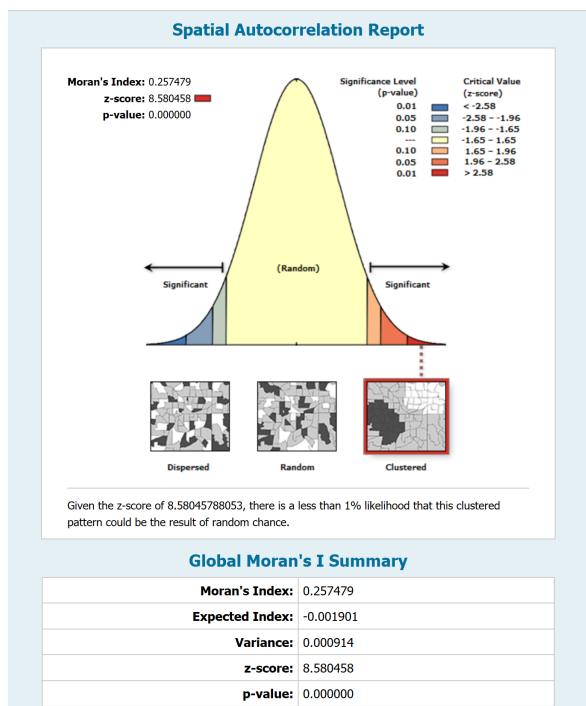 Spatial Autocorrelation Report
Moran's Index: 0.257479
z-score: 8.580458
p-value: 0.000000
Significance Level
(p-value)
Critical Value
(z-score)
0.01 < -2.58
0.05 -2.58 - -1.96
0.10 -1.96 - -1.65
--- -1.65 - 1.65
0.10 1.65 - 1.96
0.05 1.96 - 2.58
0.01 > 2.58
(Random)
Significant
Significant
Dispersed
Random
Clustered
Given the z-score of 8.58045788053, there is a less than 1% likelihood that this clustered
pattern could be the result of random chance.
Global Moran's I Summary
Moran's Index: 0.257479
Expected Index: -0.001901
Variance: 0.000914
z-score: 8.580458
p-value: 0.000000